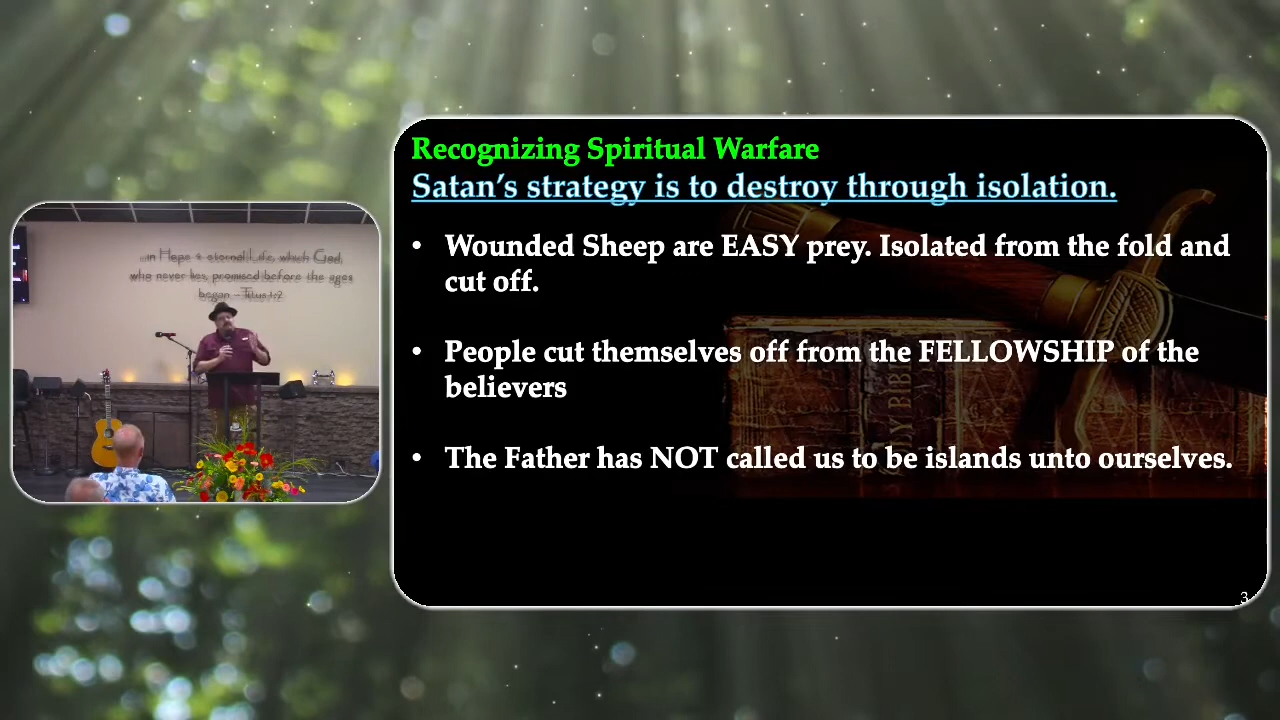 in Hope of eternal Life, which God,
who never lies, promised before the ages
began - Titus 1:2
Recognizing Spiritual Warfare
Satan's strategy is to destroy through isolation.
• Wounded Sheep are EASY prey. Isolated from the fold and
cut off.
• People cut themselves off from the FELLOWSHIP of the
believers
• The Father has NOT called us to be islands unto ourselves.
HOLY BIBLE
3